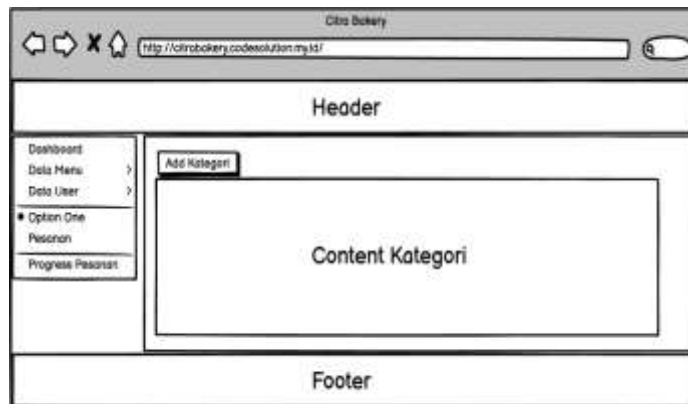 Citra Bakery
http://citrabakery.codesolution.my.id/
Header
Dashboard
Data Menu
Data User
Option One
Pesanan
Progress Pesanan
Add Kategori
Content Kategori
Footer